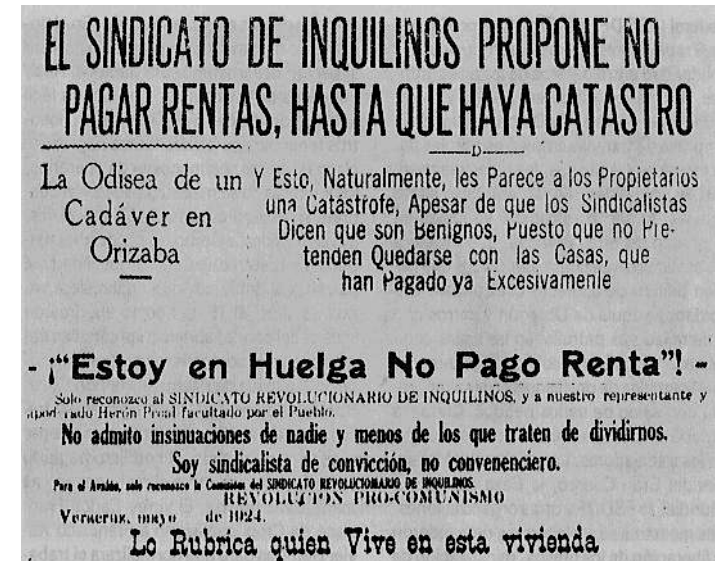 EL SINDICATO DE INQUILINOS PROPONE NO
PAGAR RENTAS, HASTA QUE HAYA CATASTRO
La Odisea de un
Cadáver en
Orizaba
Y Esto, Naturalmente, les Parece a los Propietarios
una Catástrofe, Apesar de que los Sindicalistas
Dicen que son Benignos, Puesto que no Pre-
tenden Quedarse con las Casas, que
han Pagado ya Excesivamente
- ¡"Estoy en Huelga No Pago Renta"! -
Solo reconozco al SINDICATO REVOLUCIONARIO DE INQUILINOS, y a nuestro representante y
apoderado Herón Proal facultado por el Pueblo.
No admito insinuaciones de nadie y menos de los que traten de dividirnos.
Soy sindicalista de convicción, no convenenciero.
Para el Avalúo, solo reconozco la Comisión del SINDICATO REVOLUCIONARIO DE INQUILINOS.
REVOLUCION PRO-COMUNISMO
Veracruz, mayo de 1924.
Lo Rubrica quien Vive en esta vivienda